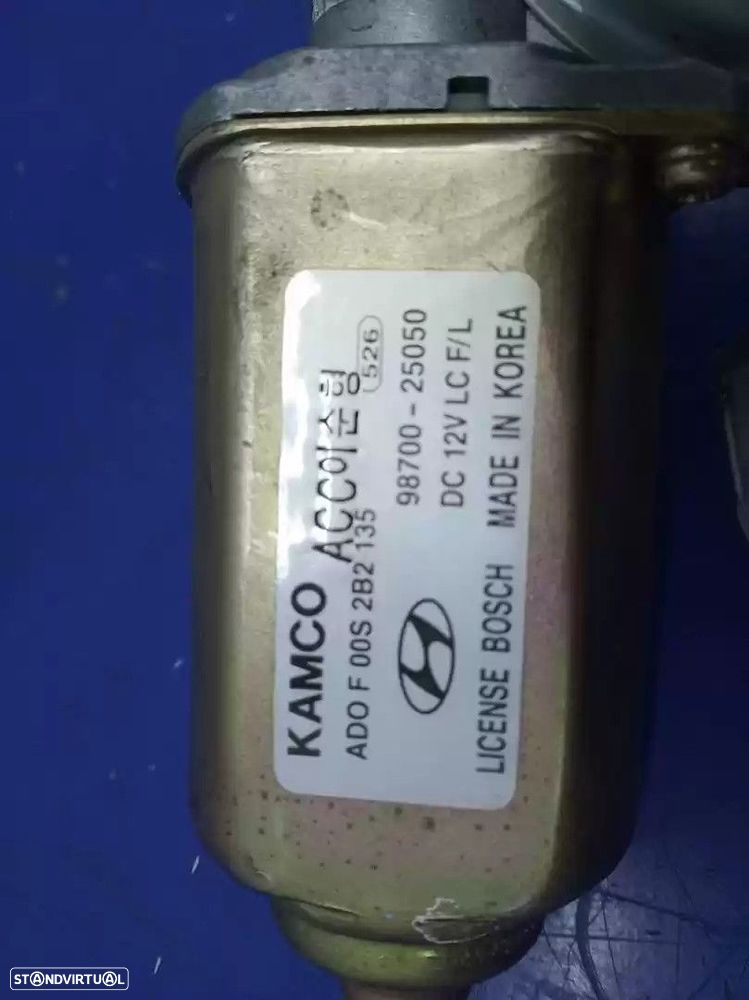 KAMCO
ACC이순형
526
ADO F 00S 2B2 135
98700 - 25050
DC 12V LC F/L
LICENSE BOSCH MADE IN KOREA
STANDVIRTUAL